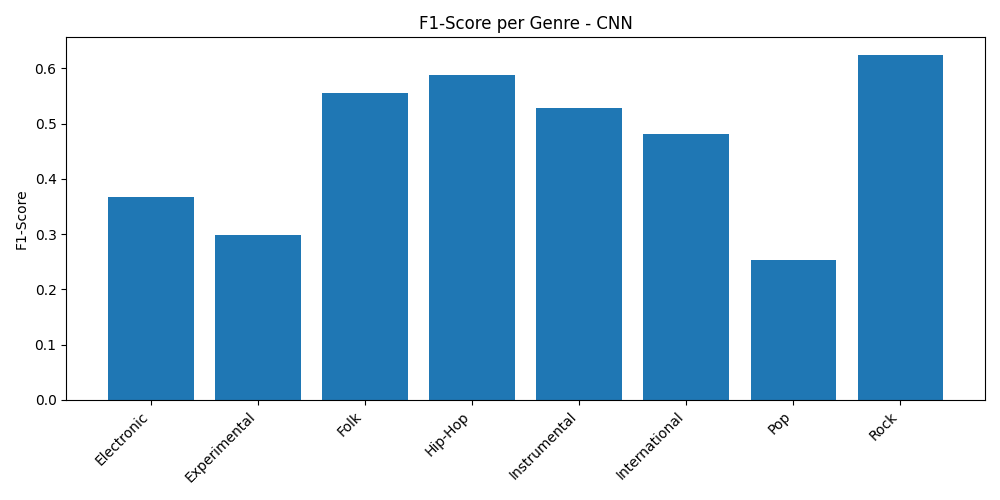 F1-Score per Genre - CNN
F1-Score
0.6
0.5
0.4
0.3
0.2
0.1
0.0
Electronic
Experimental
Folk
Hip-Hop
Instrumental
International
Pop
Rock